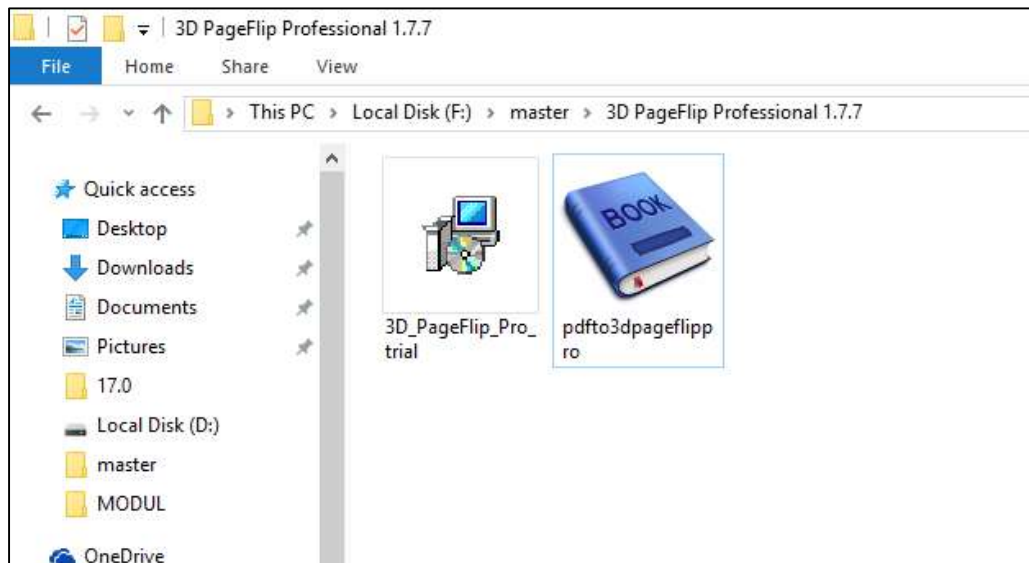 3D PageFlip Professional 1.7.7
File Home Share View
This PC > Local Disk (F:) > master > 3D PageFlip Professional 1.7.7
Quick access
Desktop
Downloads
Documents
Pictures
17.0
Local Disk (D:)
master
MODUL
OneDrive
BOOK
3D_PageFlip_Pro_
trial
pdfto3dpageflipp
ro